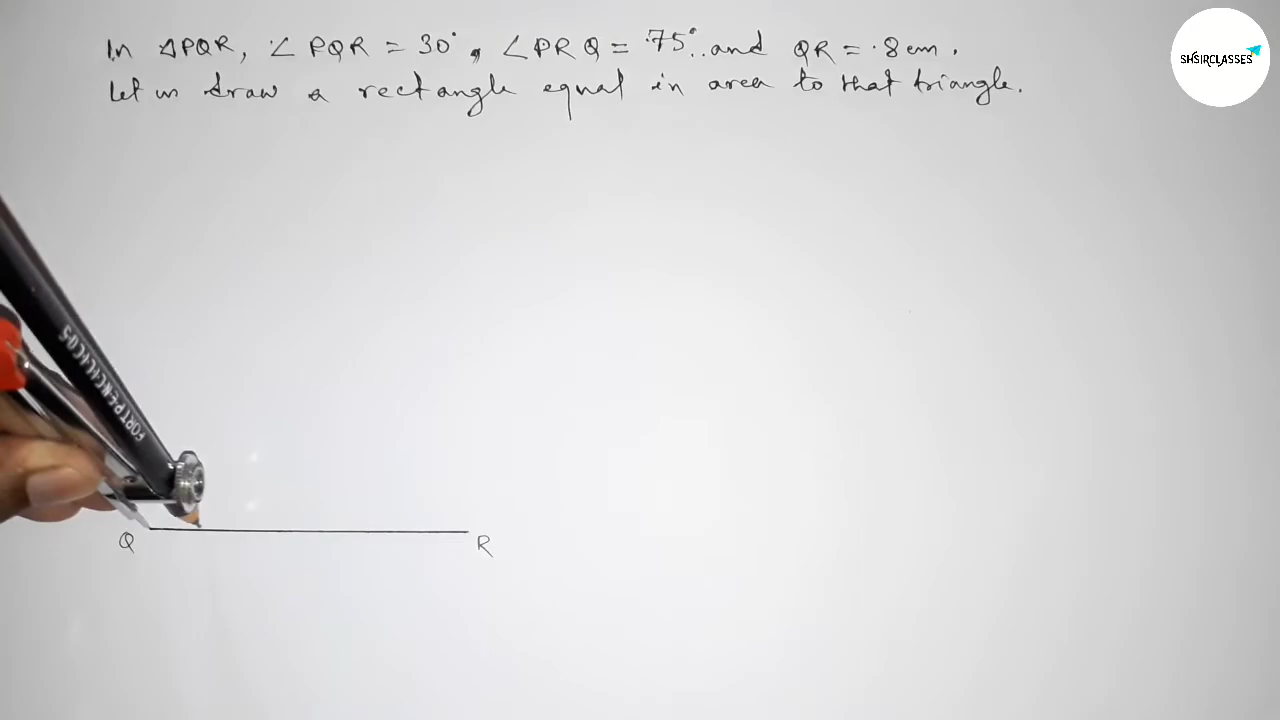 In △PQR, ∠PQR = 30°, ∠PRQ = 75° and QR = 8 cm.
Let us draw a rectangle equal in area to that triangle.
SHSIRCLASSES
FORTPENCIL4C05
Q
R